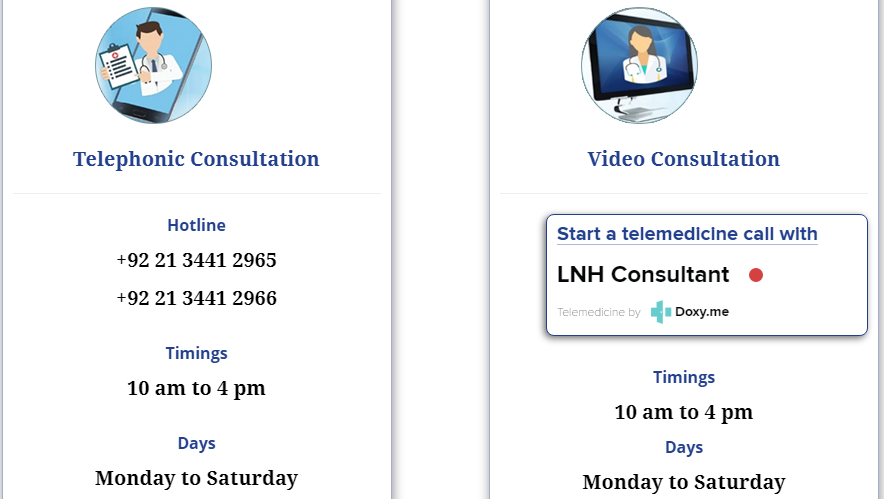 Telephonic Consultation
Hotline
+92 21 3441 2965
+92 21 3441 2966
Timings
10 am to 4 pm
Days
Monday to Saturday
Video Consultation
Start a telemedicine call with
LNH Consultant
Telemedicine by Doxy.me
Timings
10 am to 4 pm
Days
Monday to Saturday